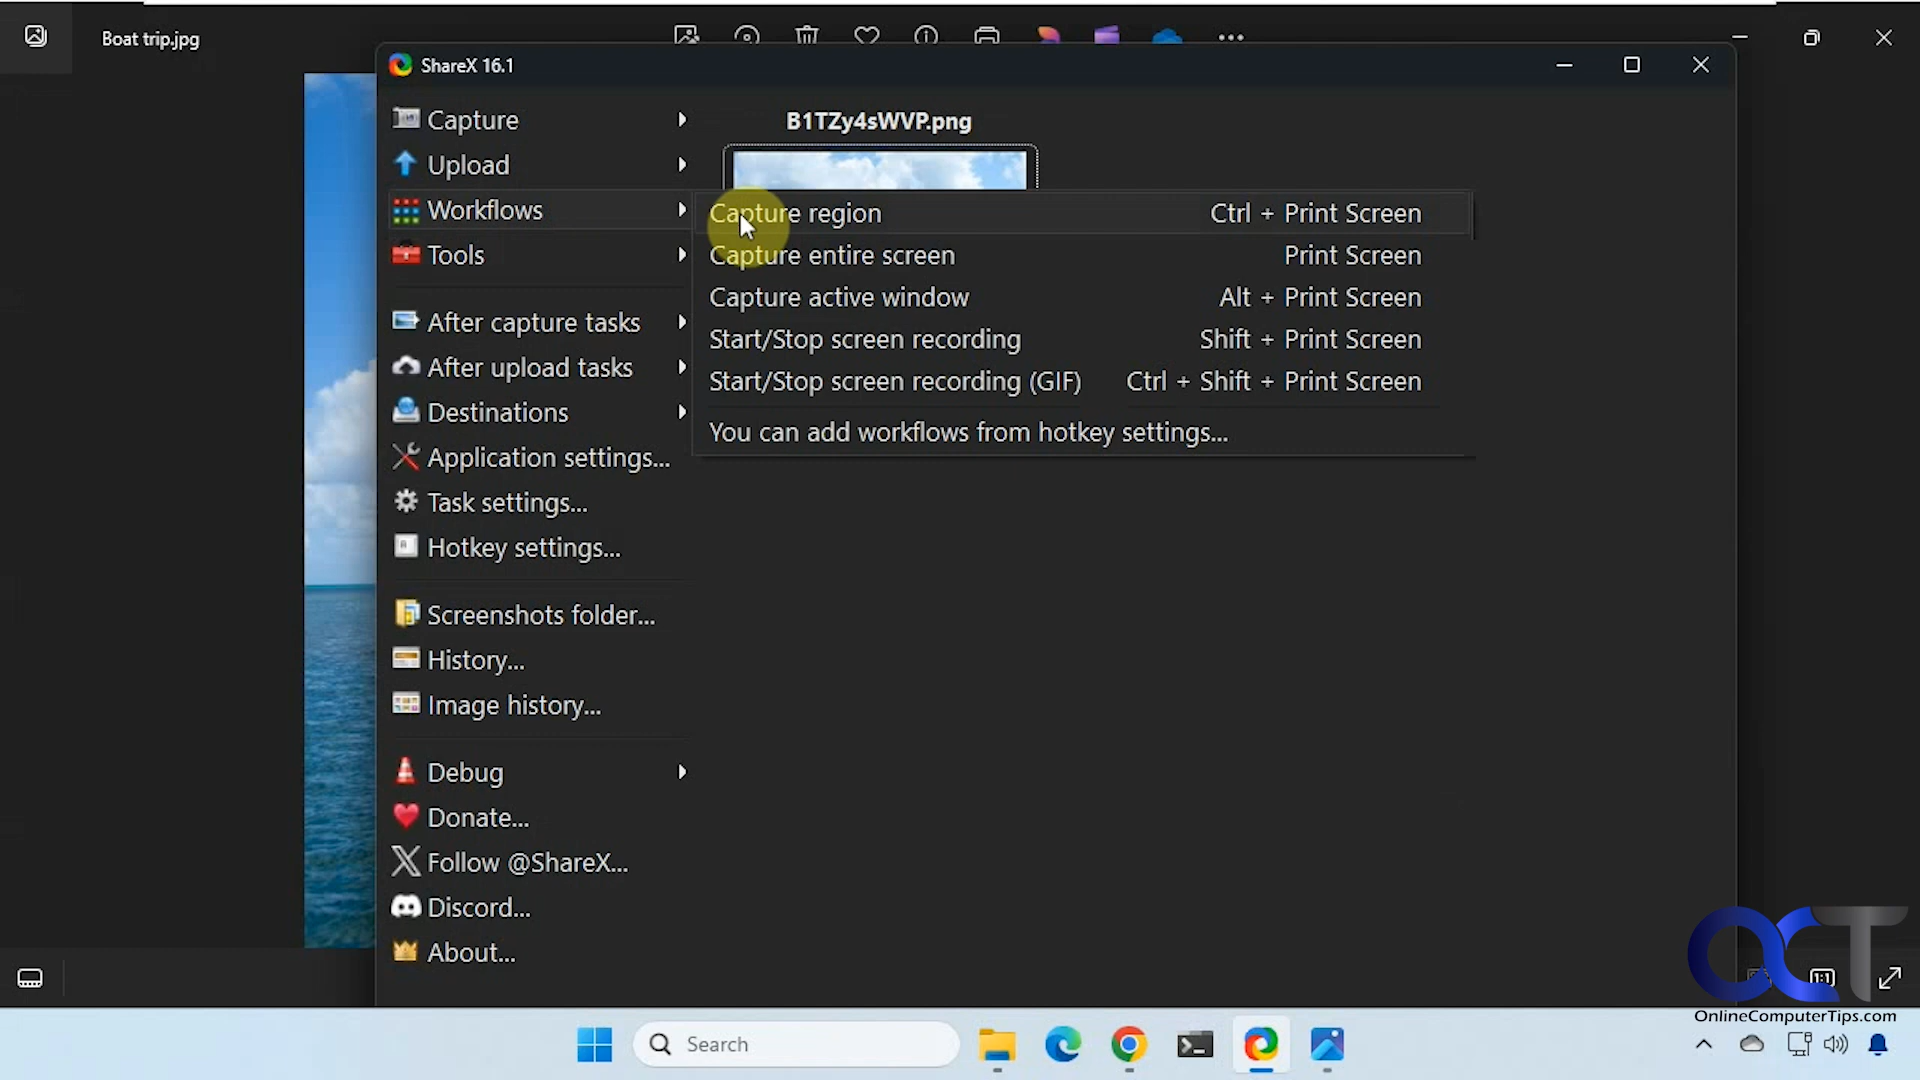 Boat trip.jpg
ShareX 16.1
Capture
Upload
Workflows
Tools
After capture tasks
After upload tasks
Destinations
Application settings...
Task settings...
Hotkey settings...
Screenshots folder...
History...
Image history...
Debug
Donate...
Follow @ShareX...
Discord...
About...
B1TZy4sWVP.png
Capture region Ctrl + Print Screen
Capture entire screen Print Screen
Capture active window Alt + Print Screen
Start/Stop screen recording Shift + Print Screen
Start/Stop screen recording (GIF) Ctrl + Shift + Print Screen
You can add workflows from hotkey settings...
1:1
OCT
OnlineComputerTips.com
Search